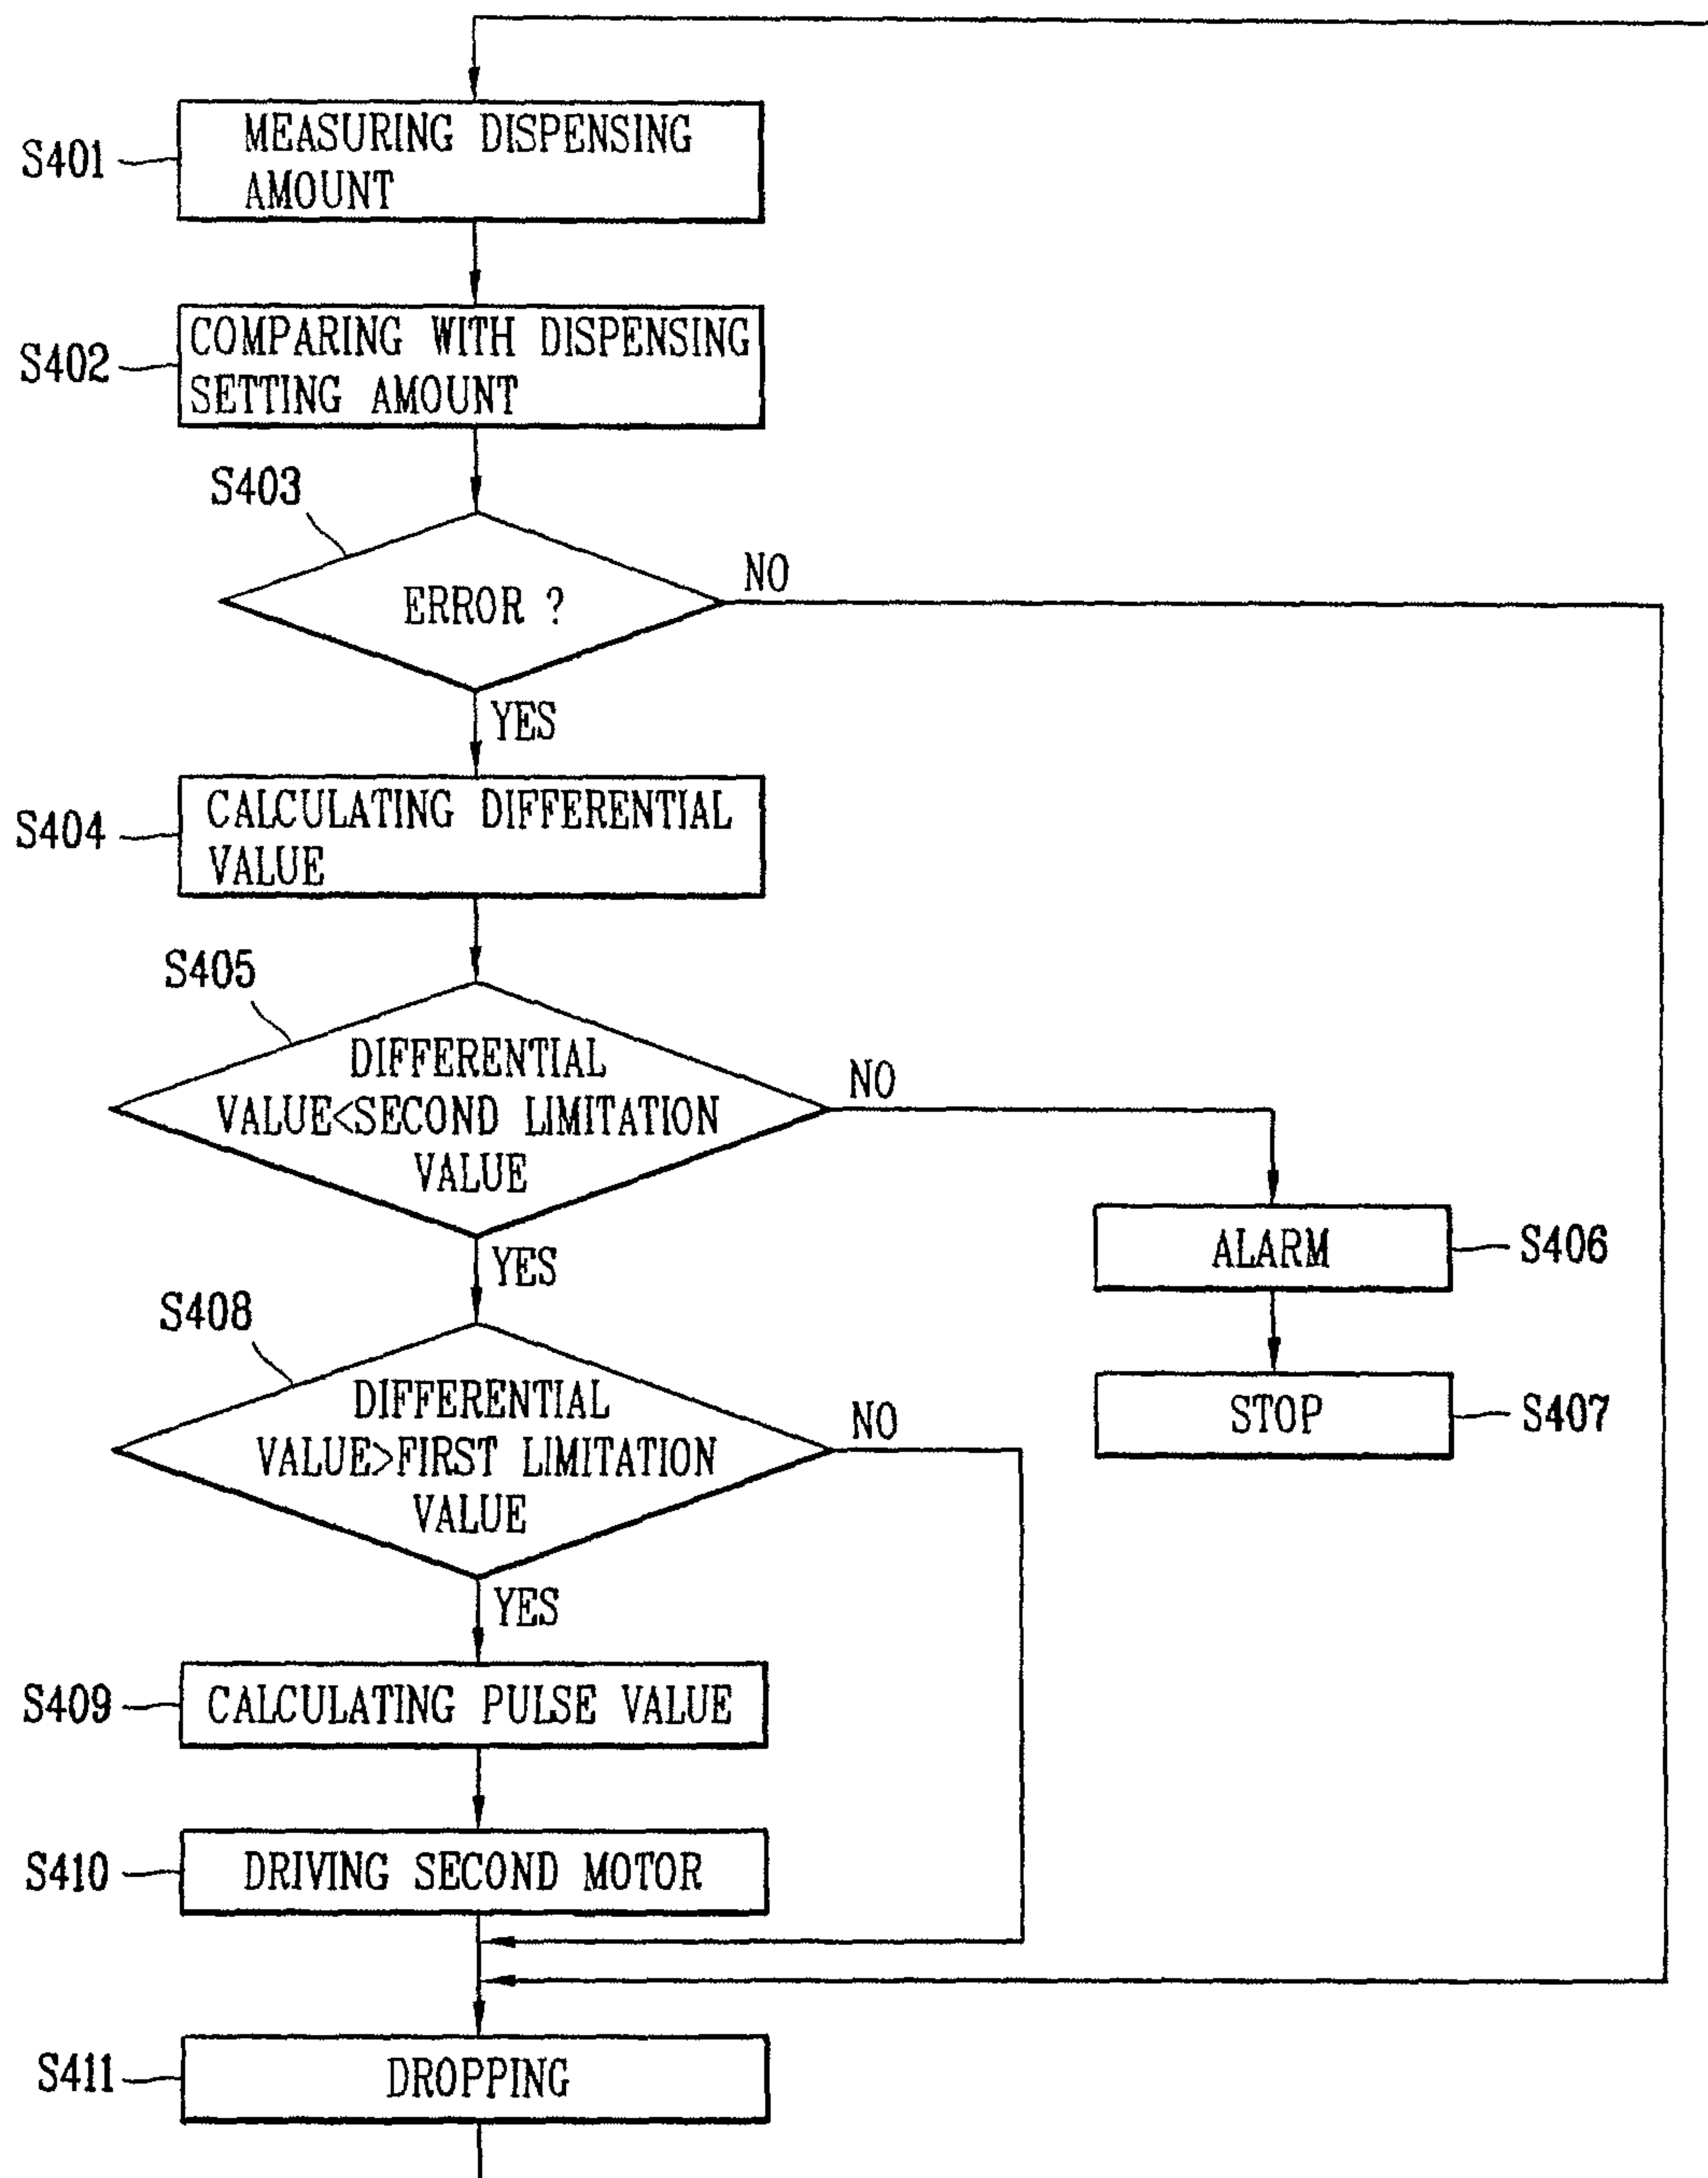 S401
MEASURING DISPENSING
AMOUNT
S402
COMPARING WITH DISPENSING
SETTING AMOUNT
S403
ERROR ?
NO
YES
S404
CALCULATING DIFFERENTIAL
VALUE
S405
DIFFERENTIAL
VALUE<SECOND LIMITATION
VALUE
NO
YES
ALARM
S406
STOP
S407
S408
DIFFERENTIAL
VALUE>FIRST LIMITATION
VALUE
NO
YES
S409
CALCULATING PULSE VALUE
S410
DRIVING SECOND MOTOR
S411
DROPPING